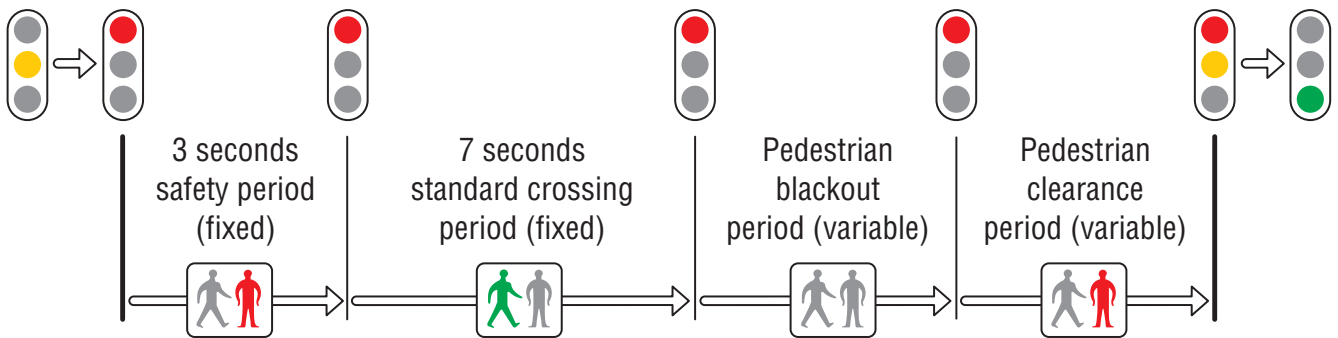 3 seconds
safety period
(fixed)
7 seconds
standard crossing
period (fixed)
Pedestrian
blackout
period (variable)
Pedestrian
clearance
period (variable)